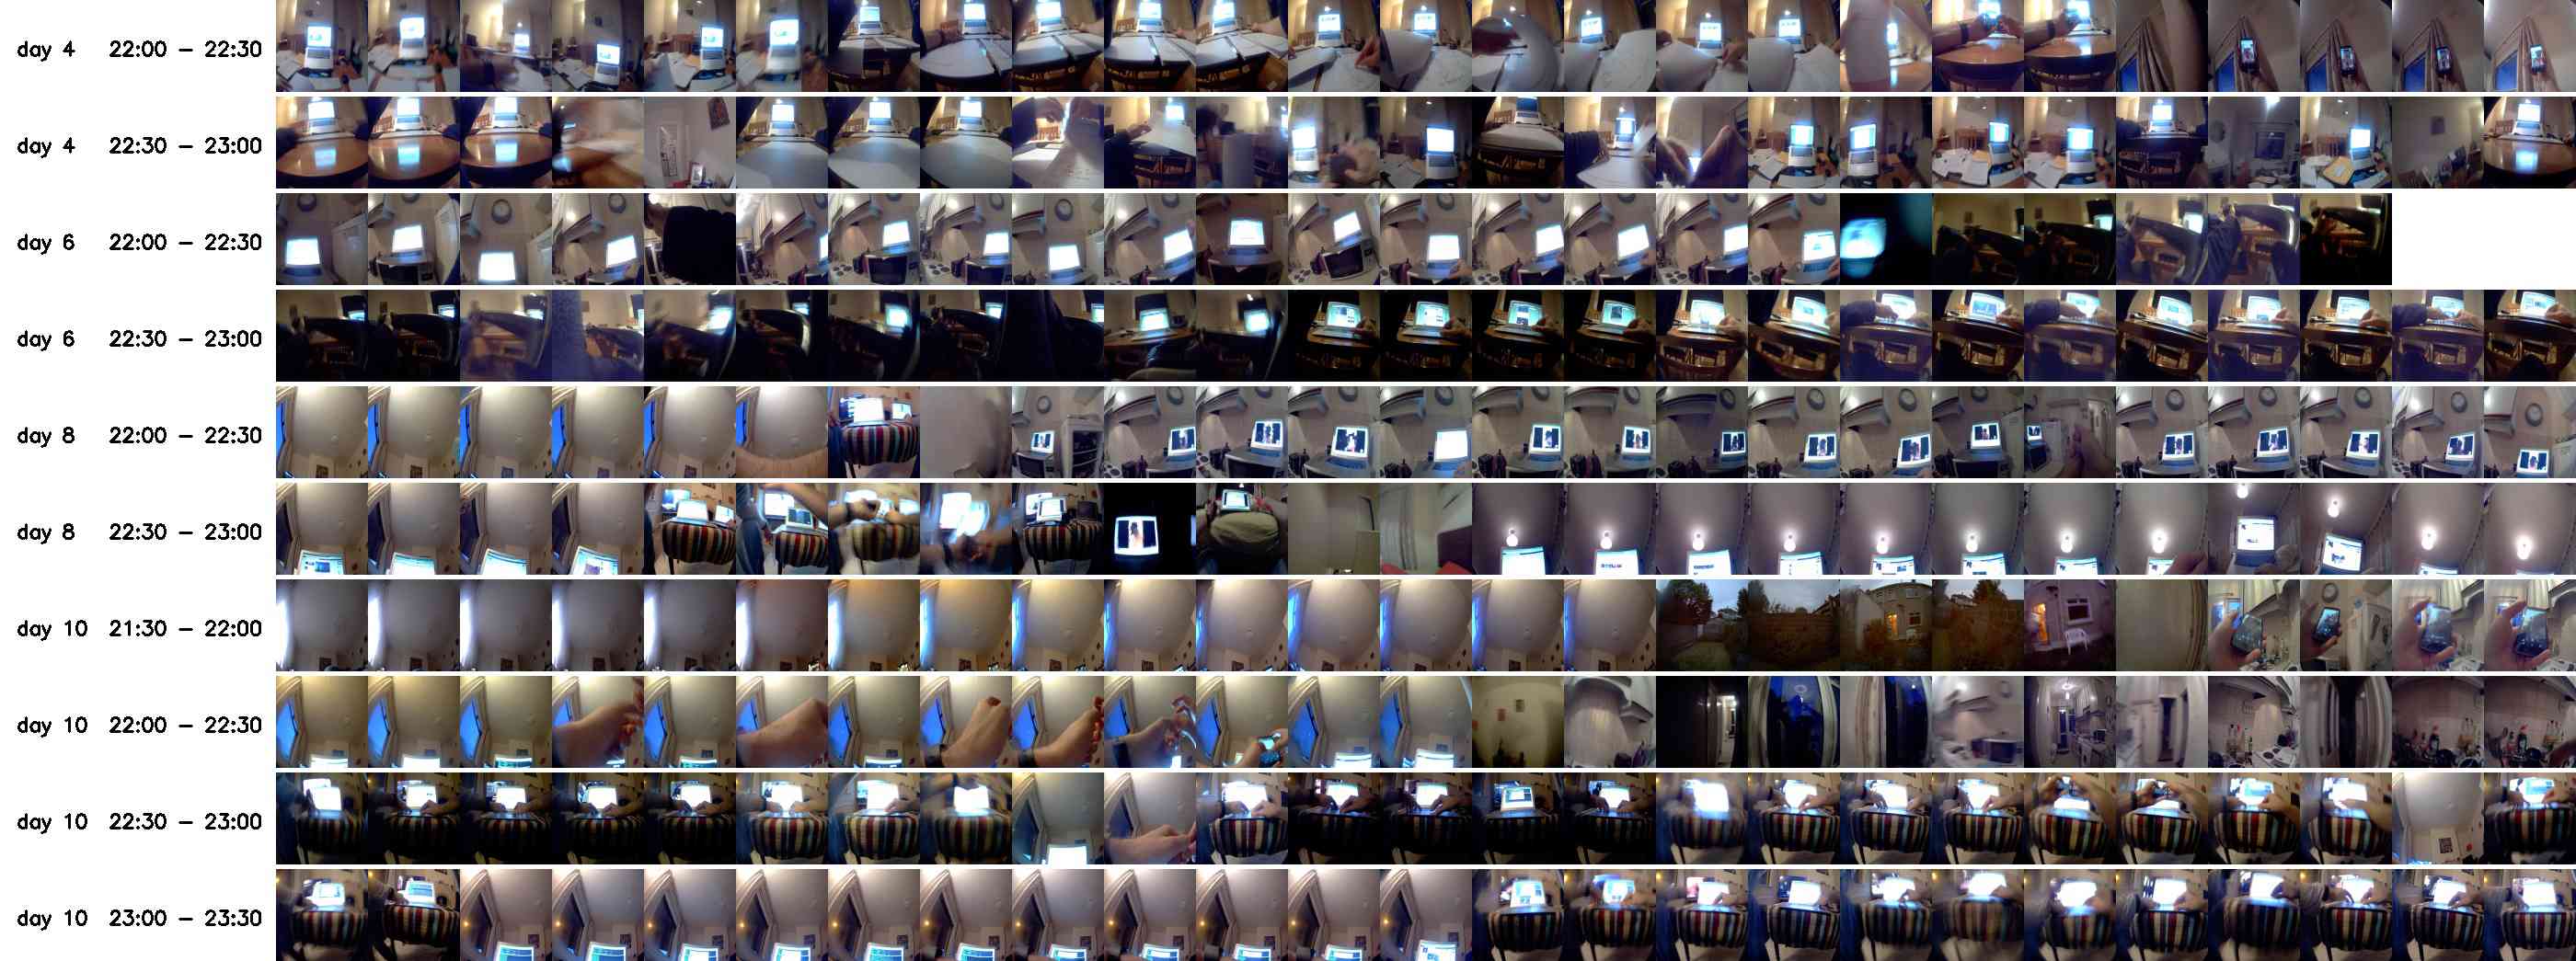 day 4 22:00 - 22:30
day 4 22:30 - 23:00
day 6 22:00 - 22:30
day 6 22:30 - 23:00
day 8 22:00 - 22:30
day 8 22:30 - 23:00
day 10 21:30 - 22:00
day 10 22:00 - 22:30
day 10 22:30 - 23:00
day 10 23:00 - 23:30